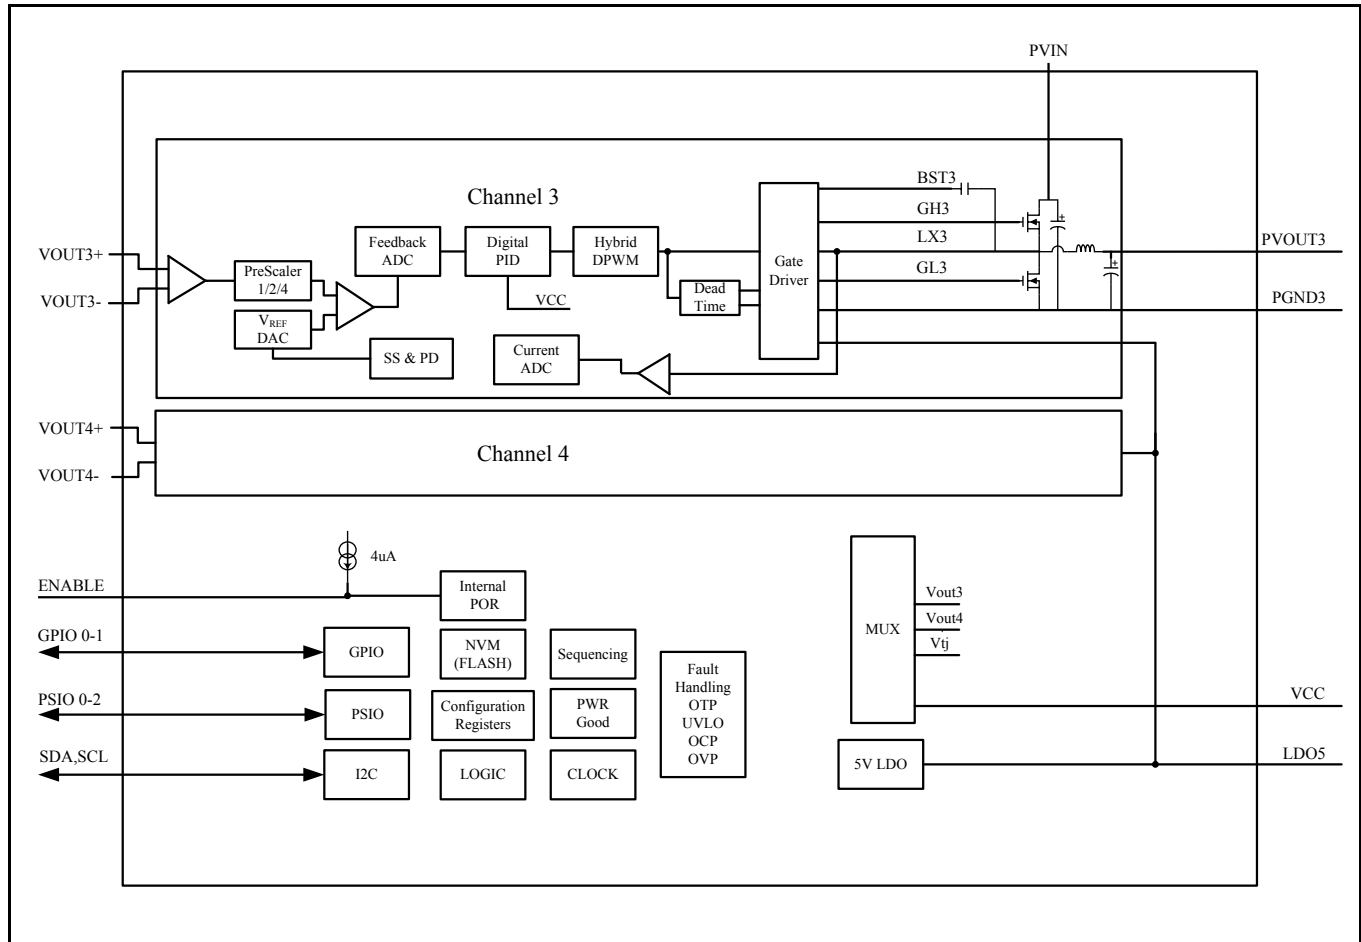 PVIN
Channel 3
BST3
GH3
LX3
GL3
VOUT3+
VOUT3-
PVOUT3
PGND3
PreScaler
1/2/4
VREF
DAC
SS & PD
Feedback
ADC
Digital
PID
VCC
Hybrid
DPWM
Dead
Time
Gate
Driver
Current
ADC
VOUT4+
VOUT4-
Channel 4
4uA
ENABLE
Internal
POR
GPIO 0-1
GPIO
NVM
(FLASH)
Sequencing
PSIO 0-2
PSIO
Configuration
Registers
PWR
Good
SDA,SCL
I2C
LOGIC
CLOCK
Fault
Handling
OTP
UVLO
OCP
OVP
MUX
Vout3
Vout4
Vtj
VCC
5V LDO
LDO5